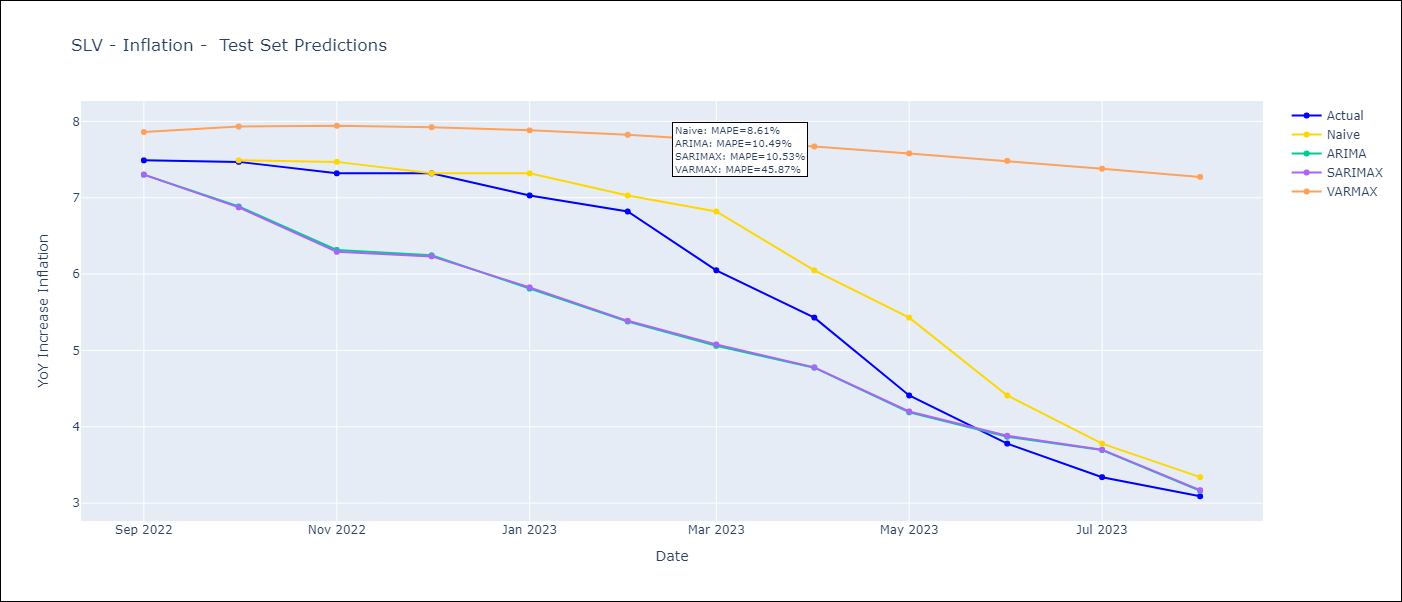 SLV - Inflation -  Test Set Predictions
Actual
Naive
ARIMA
SARIMAX
VARMAX
Naive: MAPE=8.61%
ARIMA: MAPE=10.49%
SARIMAX: MAPE=10.53%
VARMAX: MAPE=45.87%
YoY Increase Inflation
8
7
6
5
4
3
Sep 2022 Nov 2022 Jan 2023 Mar 2023 May 2023 Jul 2023
Date